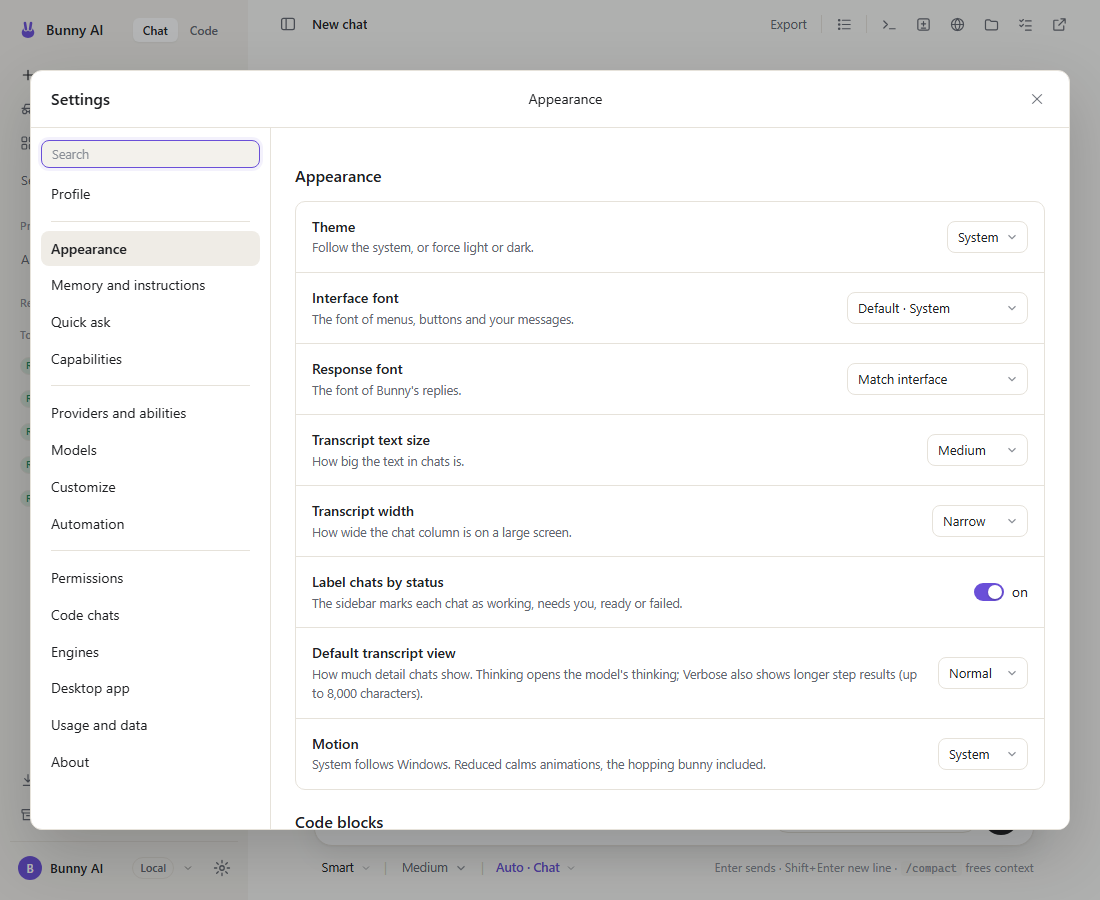 Bunny AI
Chat
Code
New chat
Export
Settings
Appearance
Search
Profile
Appearance
Memory and instructions
Quick ask
Capabilities
Providers and abilities
Models
Customize
Automation
Permissions
Code chats
Engines
Desktop app
Usage and data
About
Appearance
Theme
Follow the system, or force light or dark.
System
Interface font
The font of menus, buttons and your messages.
Default · System
Response font
The font of Bunny's replies.
Match interface
Transcript text size
How big the text in chats is.
Medium
Transcript width
How wide the chat column is on a large screen.
Narrow
Label chats by status
The sidebar marks each chat as working, needs you, ready or failed.
on
Default transcript view
How much detail chats show. Thinking opens the model's thinking; Verbose also shows longer step results (up
to 8,000 characters).
Normal
Motion
System follows Windows. Reduced calms animations, the hopping bunny included.
System
Code blocks
B
Bunny AI
Local
Smart
Medium
Auto · Chat
Enter sends · Shift+Enter new line · /compact frees context